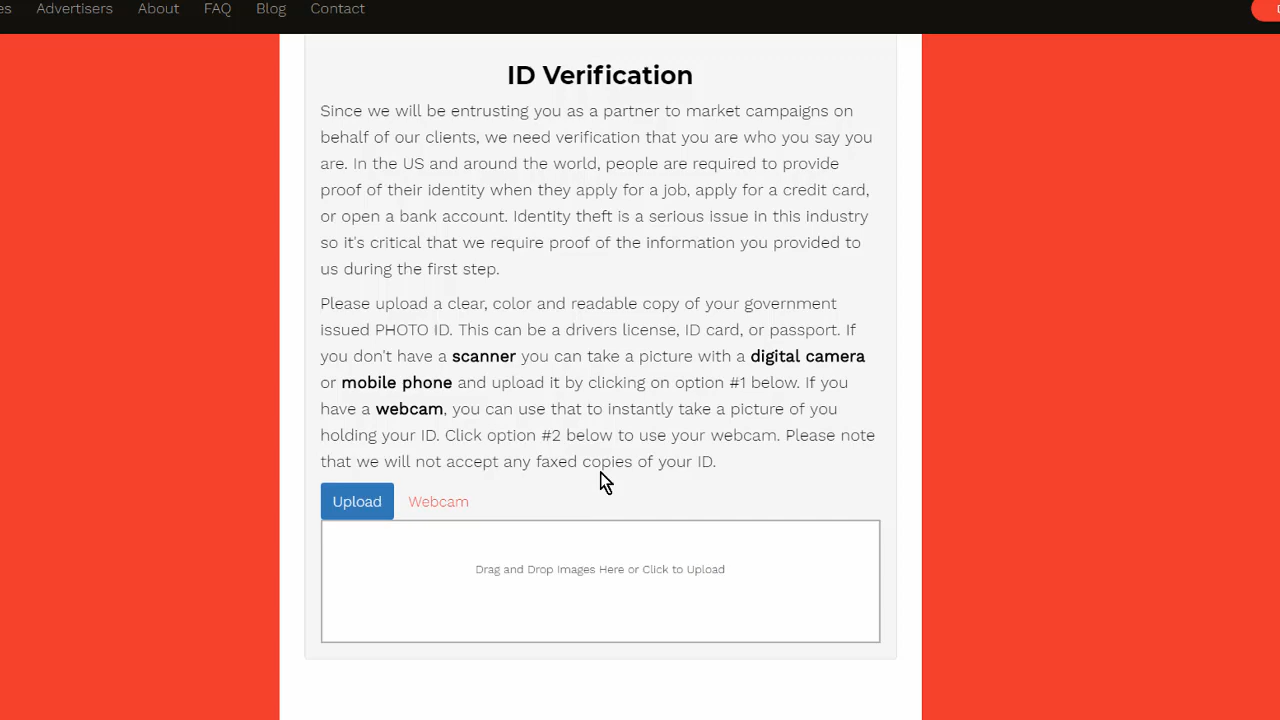 Advertisers About FAQ Blog Contact
ID Verification
Since we will be entrusting you as a partner to market campaigns on
behalf of our clients, we need verification that you are who you say you
are. In the US and around the world, people are required to provide
proof of their identity when they apply for a job, apply for a credit card,
or open a bank account. Identity theft is a serious issue in this industry
so it's critical that we require proof of the information you provided to
us during the first step.
Please upload a clear, color and readable copy of your government
issued PHOTO ID. This can be a drivers license, ID card, or passport. If
you don't have a scanner you can take a picture with a digital camera
or mobile phone and upload it by clicking on option #1 below. If you
have a webcam, you can use that to instantly take a picture of you
holding your ID. Click option #2 below to use your webcam. Please note
that we will not accept any faxed copies of your ID.
Upload Webcam
Drag and Drop Images Here or Click to Upload